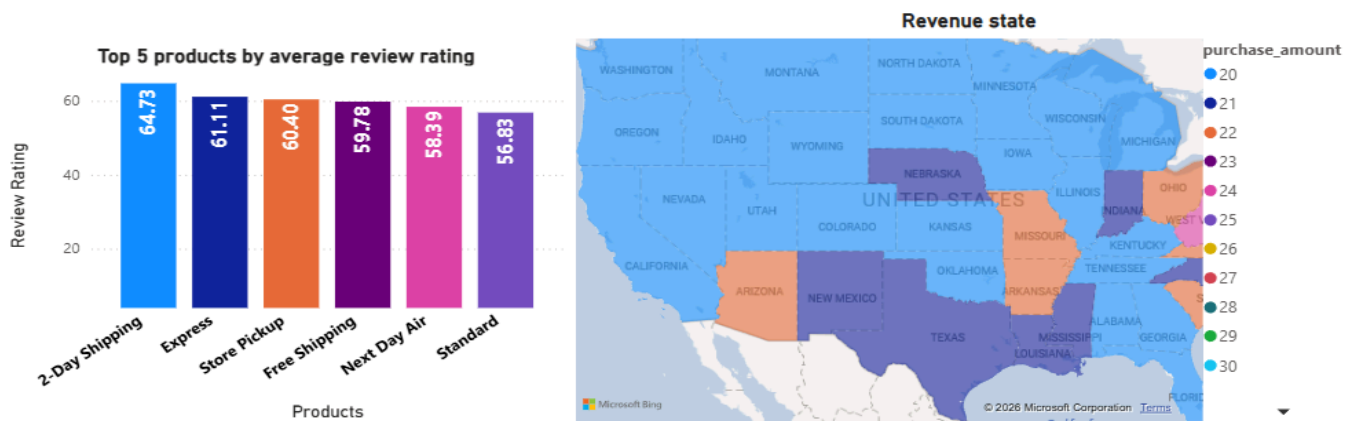 Top 5 products by average review rating
Review Rating
60
40
20
64.73
61.11
60.40
59.78
58.39
56.83
2-Day Shipping
Express
Store Pickup
Free Shipping
Next Day Air
Standard
Products
Revenue state
WASHINGTON
MONTANA
NORTH DAKOTA
MINNESOTA
OREGON
IDAHO
SOUTH DAKOTA
WISCONSIN
WYOMING
MICHIGAN
IOWA
NEBRASKA
NEVADA
UNITED STATES
ILLINOIS
INDIANA
OHIO
UTAH
WEST V
COLORADO
KANSAS
MISSOURI
KENTUCKY
CALIFORNIA
OKLAHOMA
TENNESSEE
ARIZONA
NEW MEXICO
ARKANSAS
S
TEXAS
MISSISSIPPI
ALABAMA
GEORGIA
LOUISIANA
FLORID
Microsoft Bing
© 2026 Microsoft Corporation Terms
purchase_amount
20
21
22
23
24
25
26
27
28
29
30